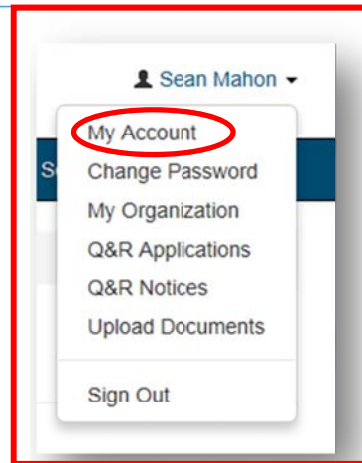 Sean Mahon
My Account
S
Change Password
My Organization
Q&R Applications
Q&R Notices
Upload Documents
Sign Out